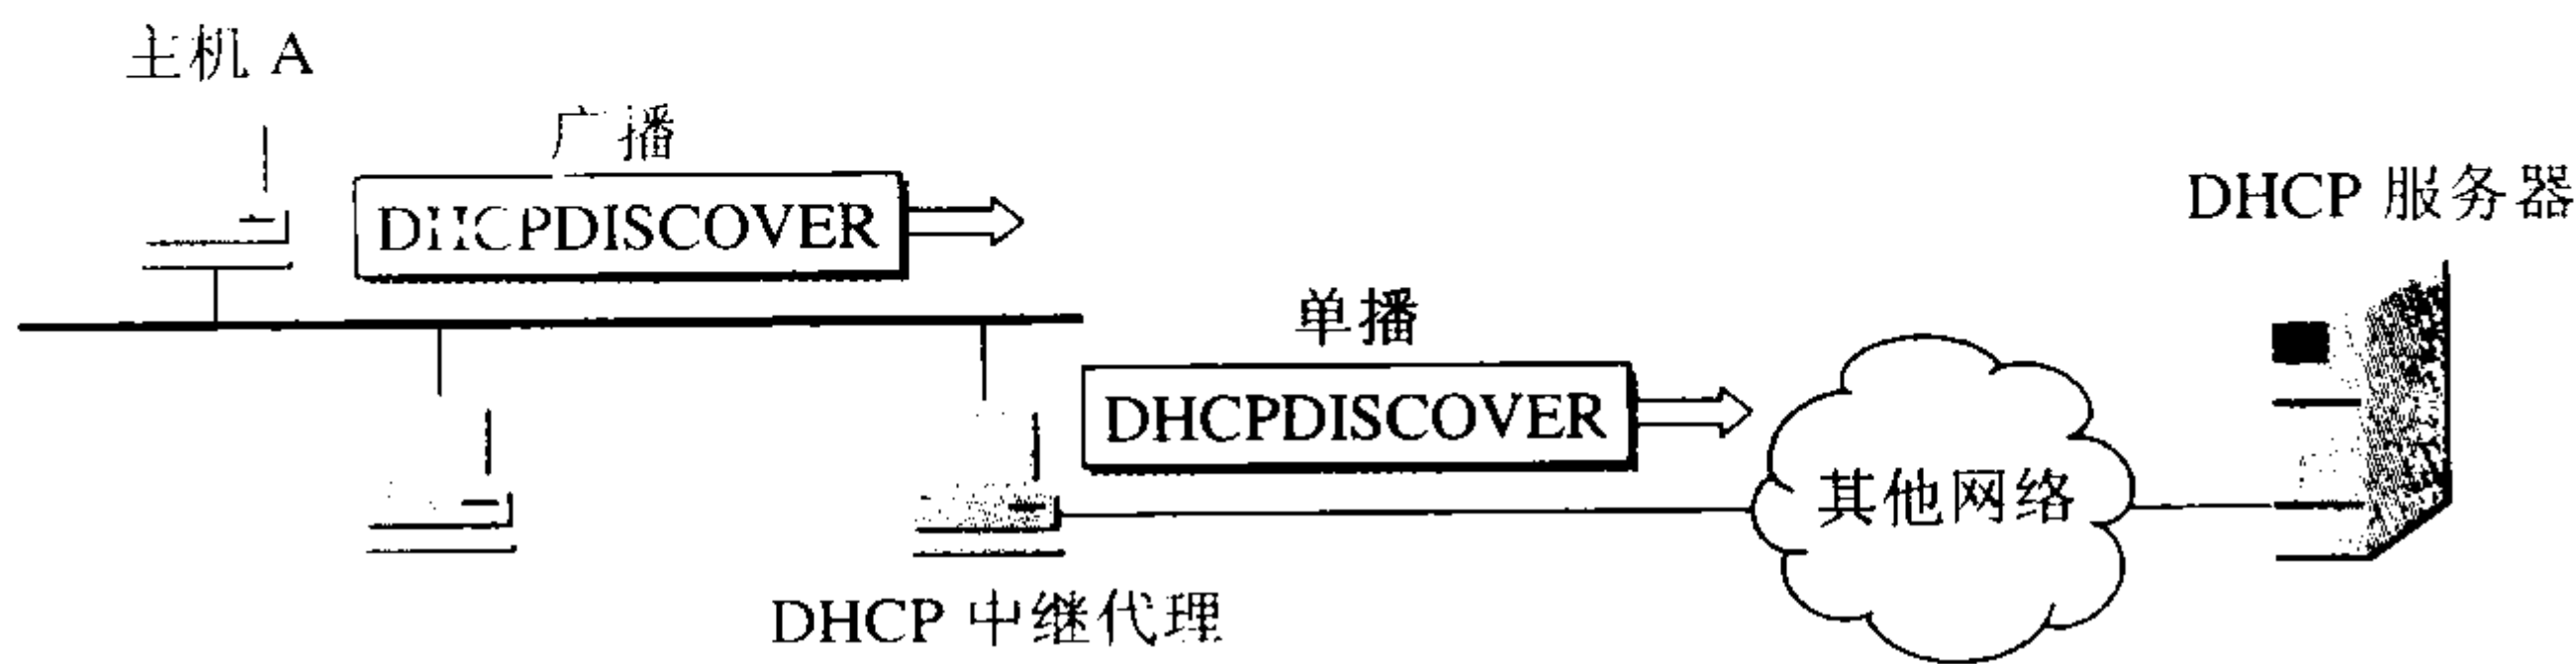 主机 A
广播
DHCPDISCOVER
DHCP 服务器
单播
DHCPDISCOVER
其他网络
DHCP 中继代理